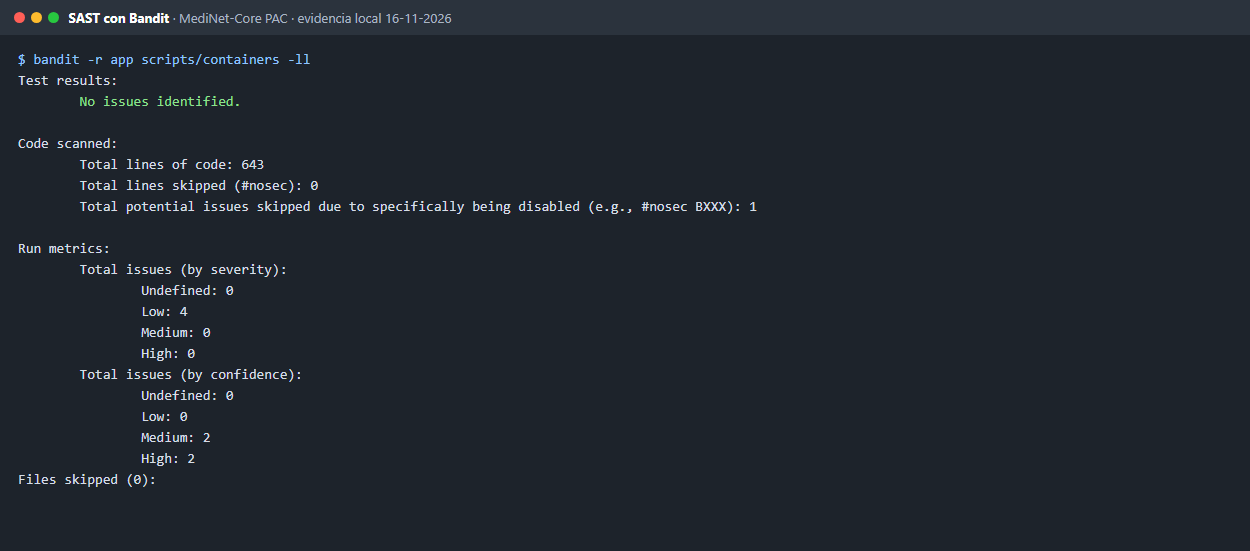 SAST con Bandit · MediNet-Core PAC · evidencia local 16-11-2026
$ bandit -r app scripts/containers -ll
Test results:
No issues identified.
Code scanned:
Total lines of code: 643
Total lines skipped (#nosec): 0
Total potential issues skipped due to specifically being disabled (e.g., #nosec BXXX): 1
Run metrics:
Total issues (by severity):
Undefined: 0
Low: 4
Medium: 0
High: 0
Total issues (by confidence):
Undefined: 0
Low: 0
Medium: 2
High: 2
Files skipped (0):